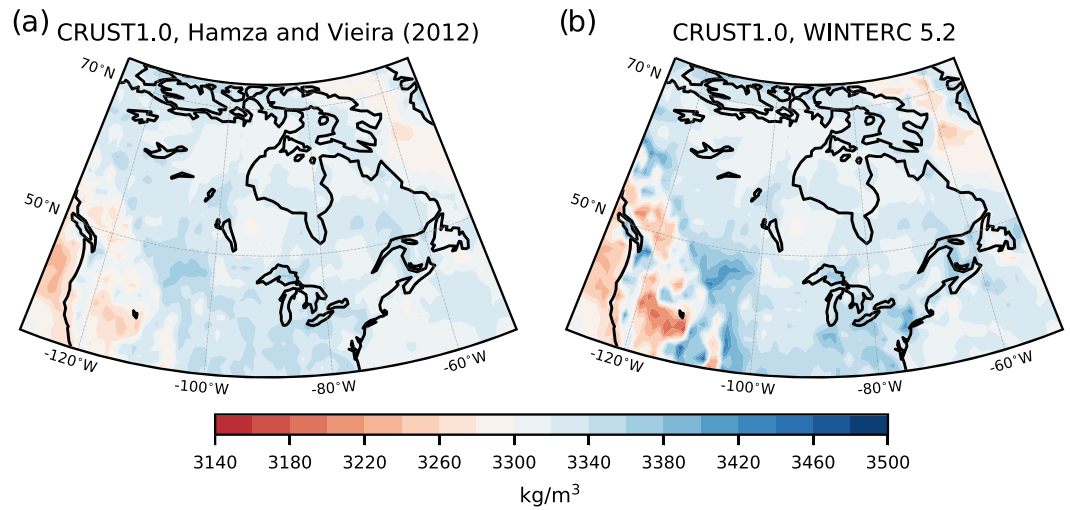 (a) CRUST1.0, Hamza and Vieira (2012)
(b) CRUST1.0, WINTERC 5.2
70°N
50°N
-120°W
-100°W
-80°W
-60°W
70°N
50°N
-120°W
-100°W
-80°W
-60°W
3140 3180 3220 3260 3300 3340 3380 3420 3460 3500
kg/m³